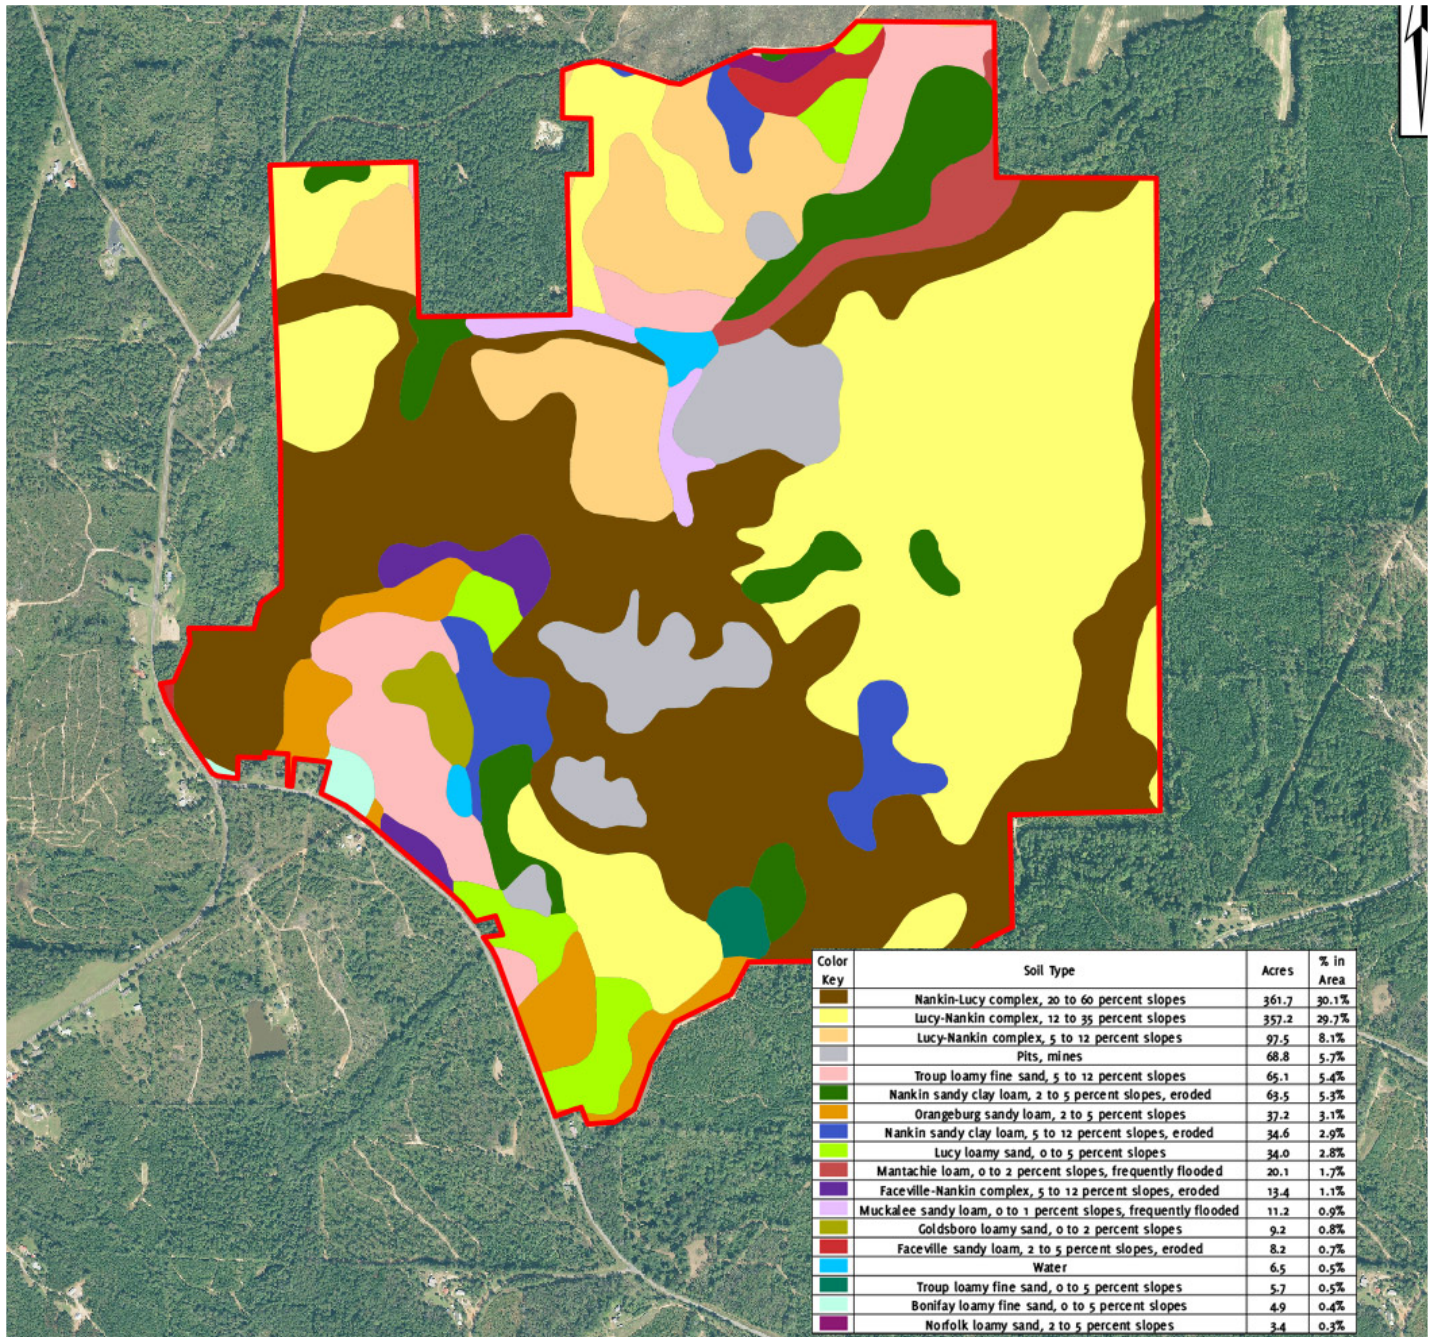 Color Key Soil Type Acres % in Area
Nankin-Lucy complex, 20 to 60 percent slopes 361.7 30.1%
Lucy-Nankin complex, 12 to 35 percent slopes 357.2 29.7%
Lucy-Nankin complex, 5 to 12 percent slopes 97.5 8.1%
Pits, mines 68.8 5.7%
Troup loamy fine sand, 5 to 12 percent slopes 65.1 5.4%
Nankin sandy clay loam, 2 to 5 percent slopes, eroded 63.5 5.3%
Orangeburg sandy loam, 2 to 5 percent slopes 37.2 3.1%
Nankin sandy clay loam, 5 to 12 percent slopes, eroded 34.6 2.9%
Lucy loamy sand, 0 to 5 percent slopes 34.0 2.8%
Mantachie loam, 0 to 2 percent slopes, frequently flooded 20.1 1.7%
Faceville-Nankin complex, 5 to 12 percent slopes, eroded 13.4 1.1%
Muckalee sandy loam, 0 to 1 percent slopes, frequently flooded 11.2 0.9%
Goldsboro loamy sand, 0 to 2 percent slopes 9.2 0.8%
Faceville sandy loam, 2 to 5 percent slopes, eroded 8.2 0.7%
Water 6.5 0.5%
Troup loamy fine sand, 0 to 5 percent slopes 5.7 0.5%
Bonifay loamy fine sand, 0 to 5 percent slopes 4.9 0.4%
Norfolk loamy sand, 2 to 5 percent slopes 3.4 0.3%